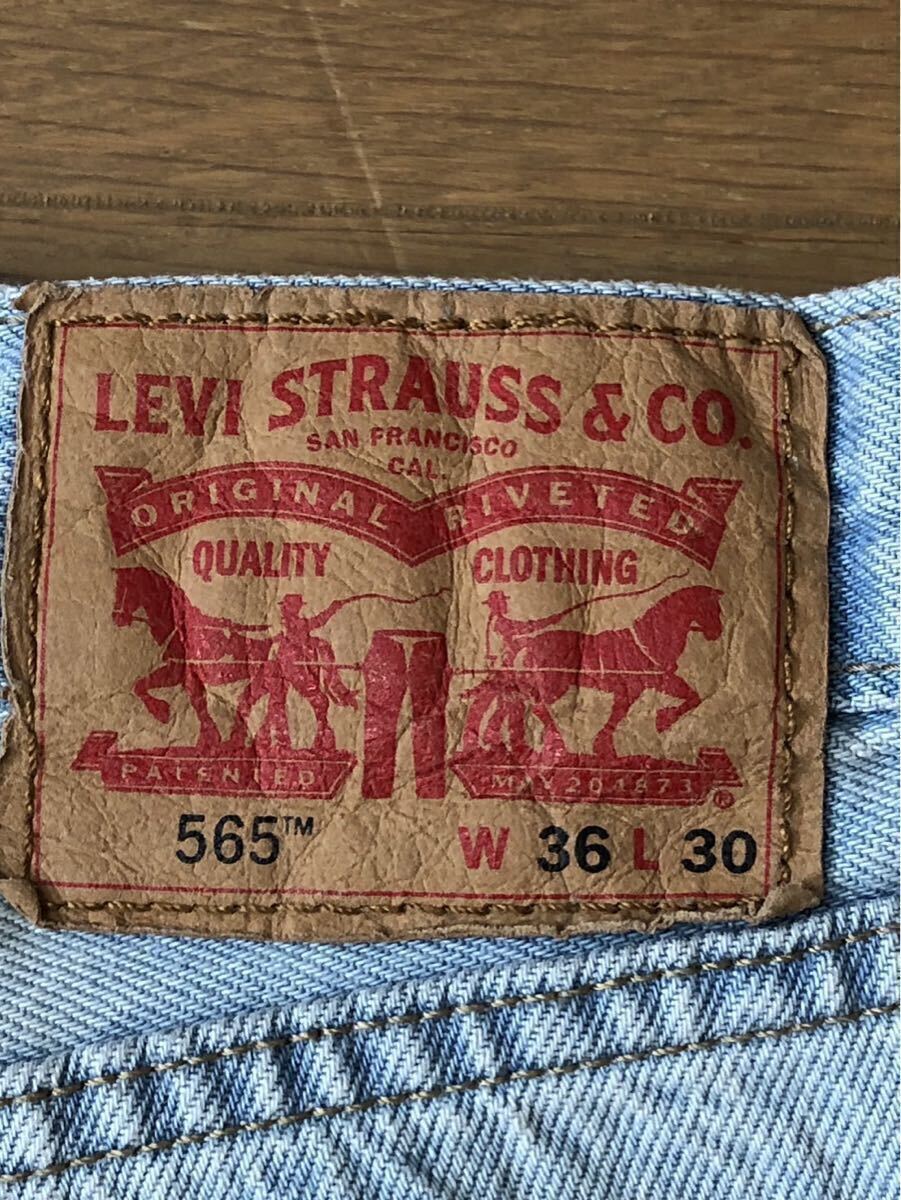 LEVI STRAUSS & CO.
SAN FRANCISCO
CAL.
ORIGINAL RIVETED
QUALITY CLOTHING
PATENTED MAY 20 1873 ®
565™ W 36 L 30